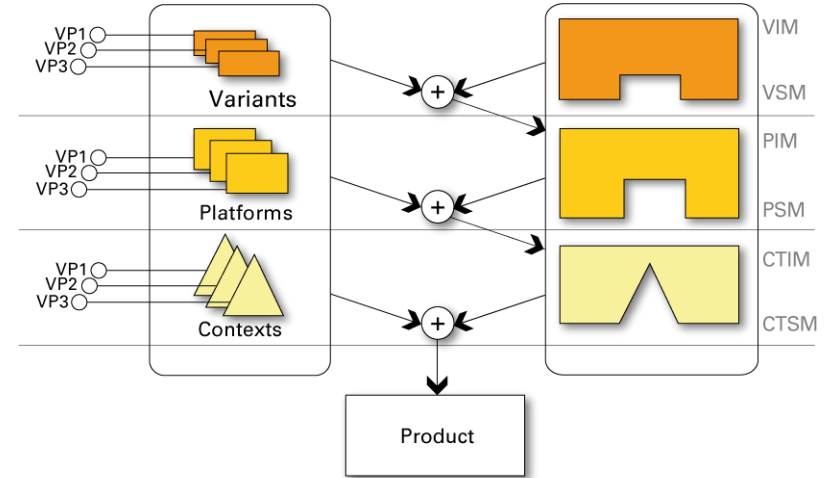 VP1
VP2
VP3
Variants
+
VIM
VSM
VP1
VP2
VP3
Platforms
+
PIM
PSM
VP1
VP2
VP3
Contexts
+
CTIM
CTSM
Product